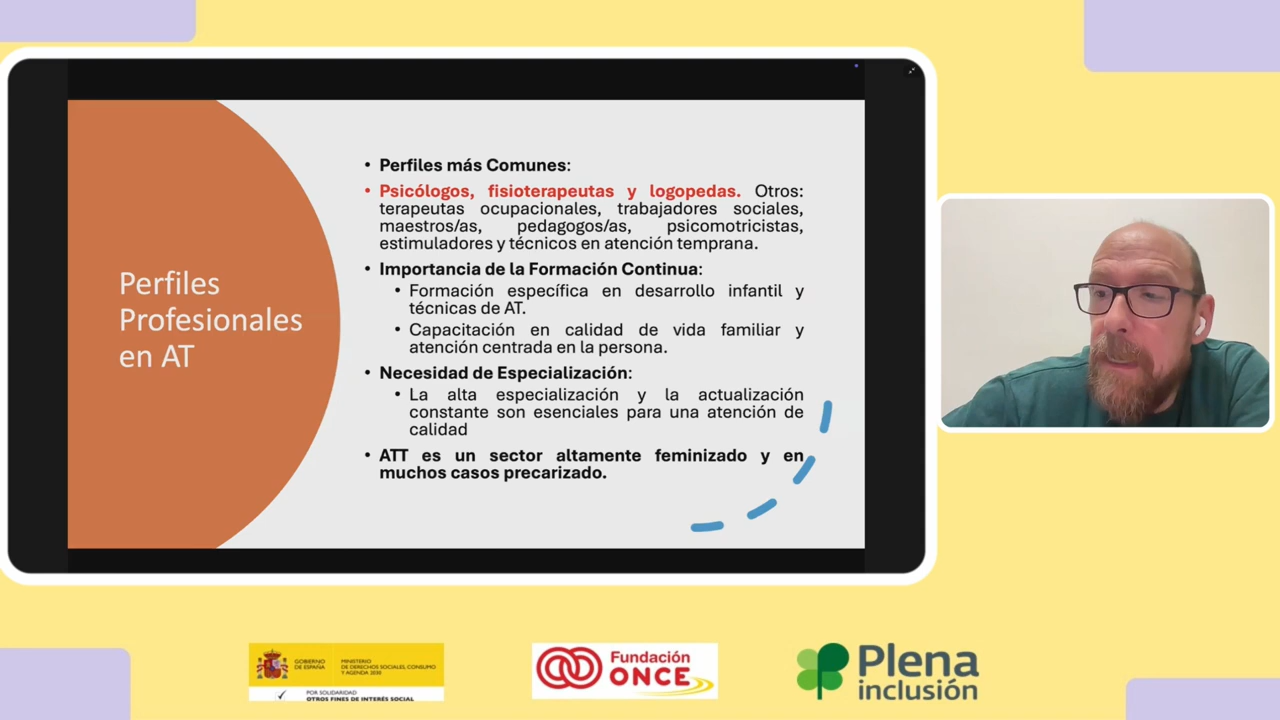 Perfiles
Profesionales
en AT
• Perfiles más Comunes:
• Psicólogos, fisioterapeutas y logopedas. Otros:
terapeutas ocupacionales, trabajadores sociales,
maestros/as, pedagogos/as, psicomotricistas,
estimuladores y técnicos en atención temprana.
• Importancia de la Formación Continua:
• Formación específica en desarrollo infantil y
técnicas de AT.
• Capacitación en calidad de vida familiar y
atención centrada en la persona.
• Necesidad de Especialización:
• La alta especialización y la actualización
constante son esenciales para una atención de
calidad
• ATT es un sector altamente feminizado y en
muchos casos precarizado.
GOBIERNO
DE ESPAÑA
MINISTERIO
DE DERECHOS SOCIALES, CONSUMO
Y AGENDA 2030
POR SOLIDARIDAD
OTROS FINES DE INTERÉS SOCIAL
Fundación
ONCE
Plena
inclusión